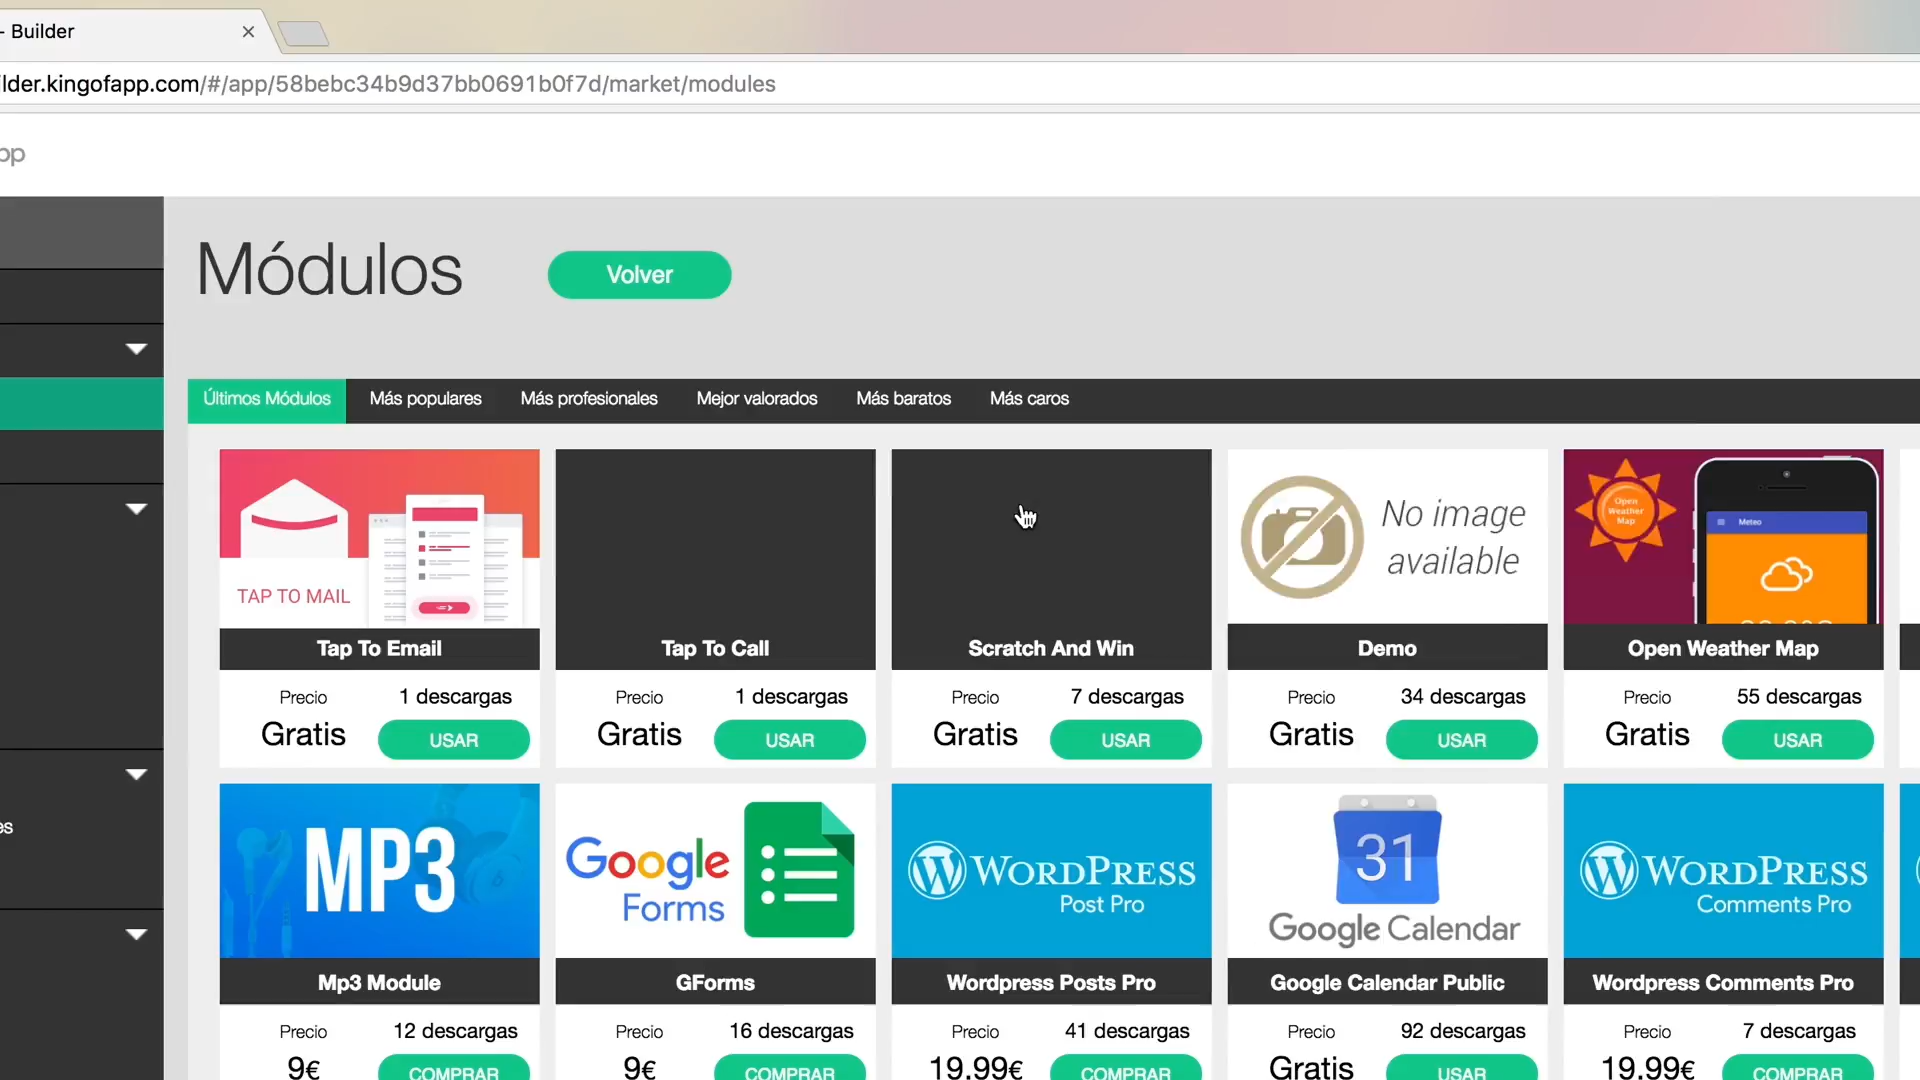 - Builder
ilder.kingofapp.com/#/app/58bebc34b9d37bb0691b0f7d/market/modules
pp
Módulos
Volver
Últimos Módulos
Más populares
Más profesionales
Mejor valorados
Más baratos
Más caros
TAP TO MAIL
Tap To Email
Precio
1 descargas
Gratis
USAR
Tap To Call
Precio
1 descargas
Gratis
USAR
Scratch And Win
Precio
7 descargas
Gratis
USAR
No image
available
Demo
Precio
34 descargas
Gratis
USAR
Open
Weather
Map
Meteo
Open Weather Map
Precio
55 descargas
Gratis
USAR
es
MP3
Mp3 Module
Precio
12 descargas
9€
COMPRAR
Google
Forms
GForms
Precio
16 descargas
9€
COMPRAR
WORDPRESS
Post Pro
Wordpress Posts Pro
Precio
41 descargas
19.99€
COMPRAR
31
Google Calendar
Google Calendar Public
Precio
92 descargas
Gratis
USAR
WORDPRESS
Comments Pro
Wordpress Comments Pro
Precio
7 descargas
19.99€
COMPRAR